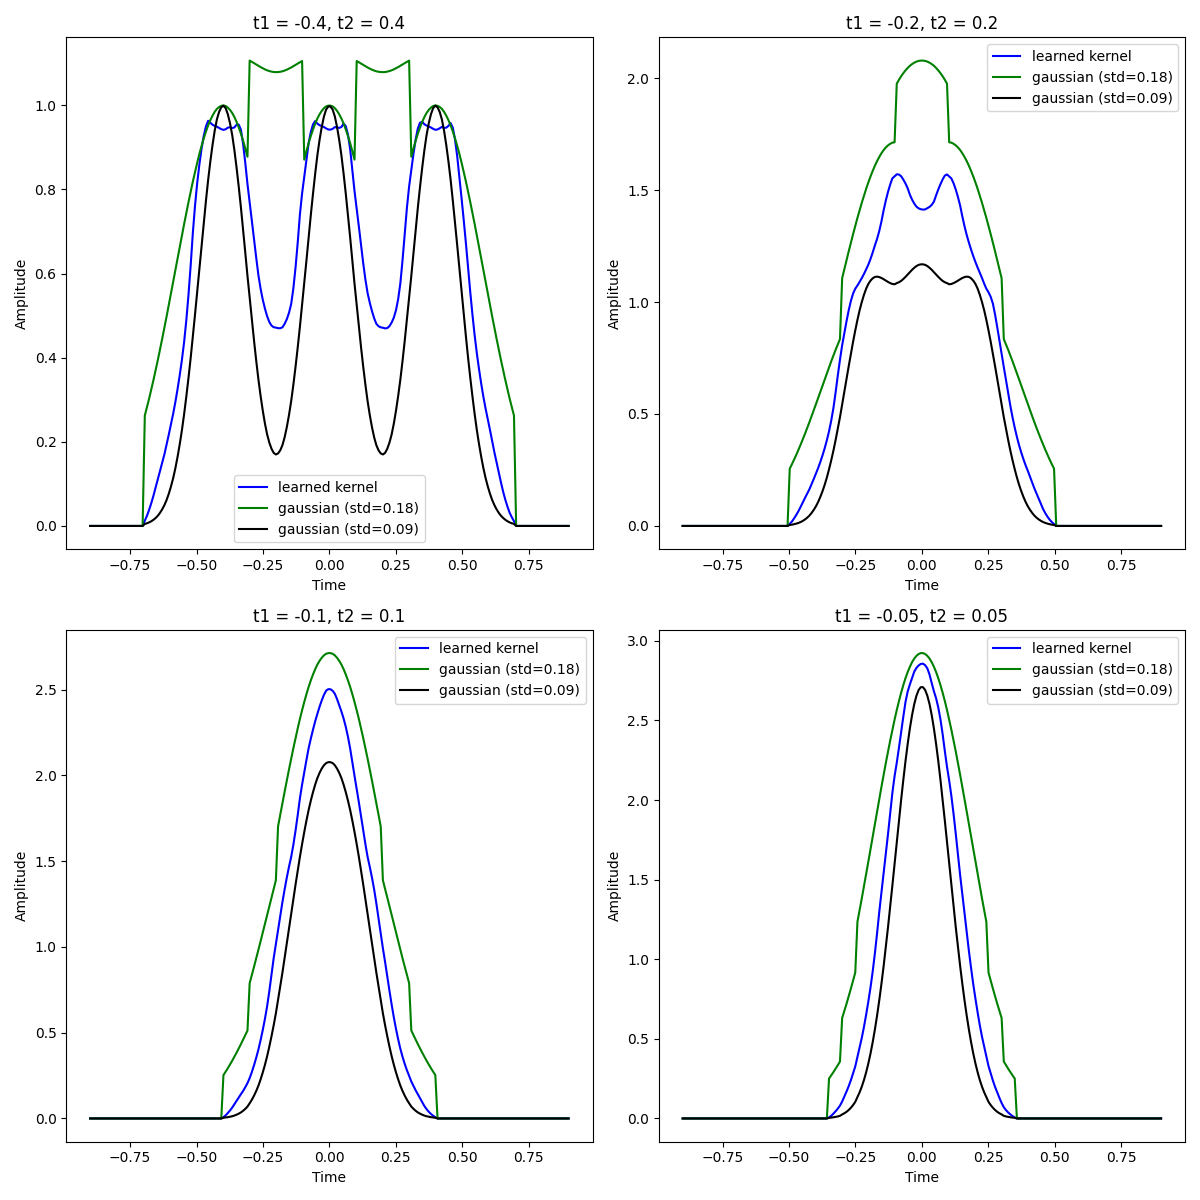 t1 = -0.4, t2 = 0.4
Amplitude
1.0
0.8
0.6
0.4
0.2
0.0
learned kernel
gaussian (std=0.18)
gaussian (std=0.09)
−0.75 −0.50 −0.25 0.00 0.25 0.50 0.75
Time
t1 = -0.2, t2 = 0.2
Amplitude
2.0
1.5
1.0
0.5
0.0
learned kernel
gaussian (std=0.18)
gaussian (std=0.09)
−0.75 −0.50 −0.25 0.00 0.25 0.50 0.75
Time
t1 = -0.1, t2 = 0.1
Amplitude
2.5
2.0
1.5
1.0
0.5
0.0
learned kernel
gaussian (std=0.18)
gaussian (std=0.09)
−0.75 −0.50 −0.25 0.00 0.25 0.50 0.75
Time
t1 = -0.05, t2 = 0.05
Amplitude
3.0
2.5
2.0
1.5
1.0
0.5
0.0
learned kernel
gaussian (std=0.18)
gaussian (std=0.09)
−0.75 −0.50 −0.25 0.00 0.25 0.50 0.75
Time